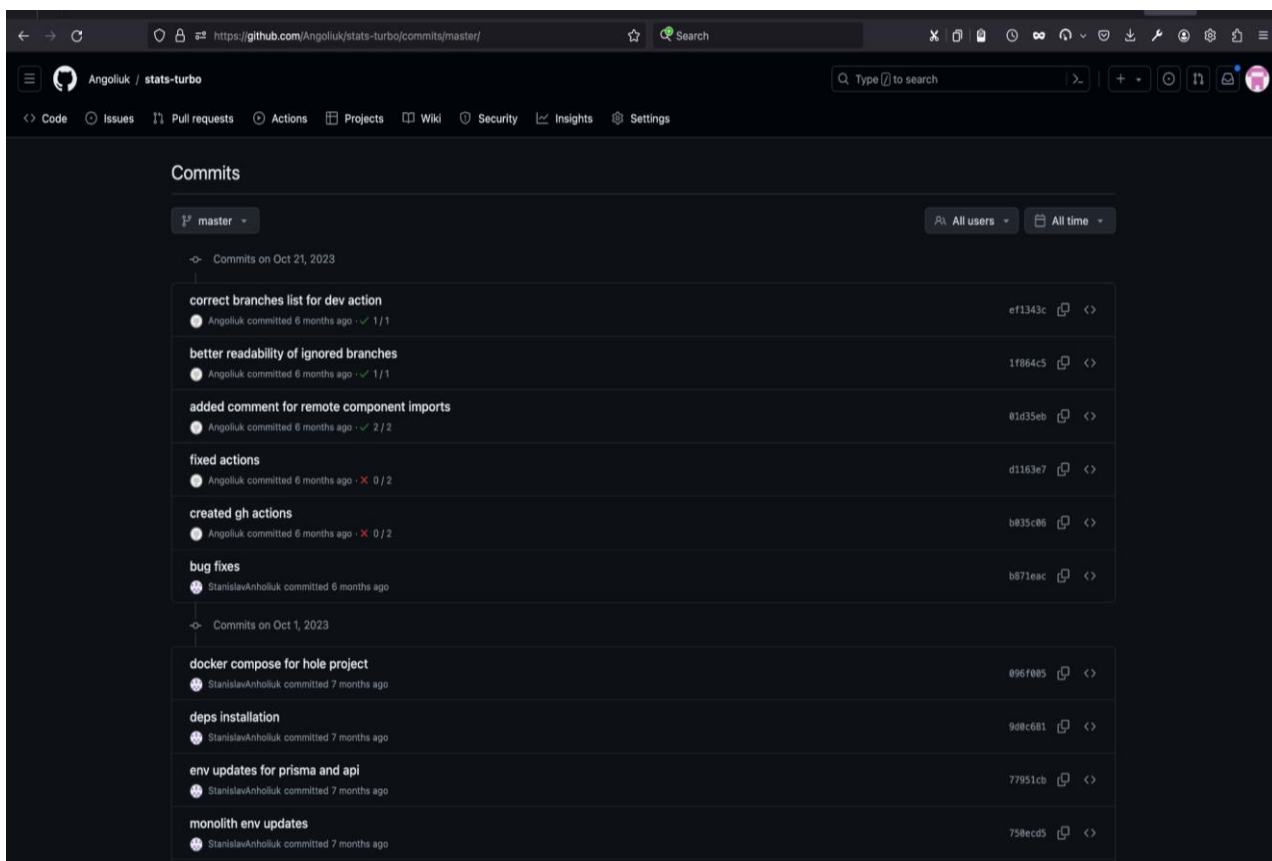 https://github.com/Angoliuk/stats-turbo/commits/master/
Search
Angoliuk / stats-turbo
Type / to search
Code Issues Pull requests Actions Projects Wiki Security Insights Settings
Commits
master
All users All time
Commits on Oct 21, 2023
correct branches list for dev action
Angoliuk committed 6 months ago · ✓ 1 / 1
ef1343c
better readability of ignored branches
Angoliuk committed 6 months ago · ✓ 1 / 1
1f864c5
added comment for remote component imports
Angoliuk committed 6 months ago · ✓ 2 / 2
01d35eb
fixed actions
Angoliuk committed 6 months ago · ✕ 0 / 2
d1163e7
created gh actions
Angoliuk committed 6 months ago · ✕ 0 / 2
b035c06
bug fixes
StanislavAnholiuk committed 6 months ago
b871eac
Commits on Oct 1, 2023
docker compose for hole project
StanislavAnholiuk committed 7 months ago
096f005
deps installation
StanislavAnholiuk committed 7 months ago
9d0c681
env updates for prisma and api
StanislavAnholiuk committed 7 months ago
77951cb
monolith env updates
StanislavAnholiuk committed 7 months ago
750ecd5